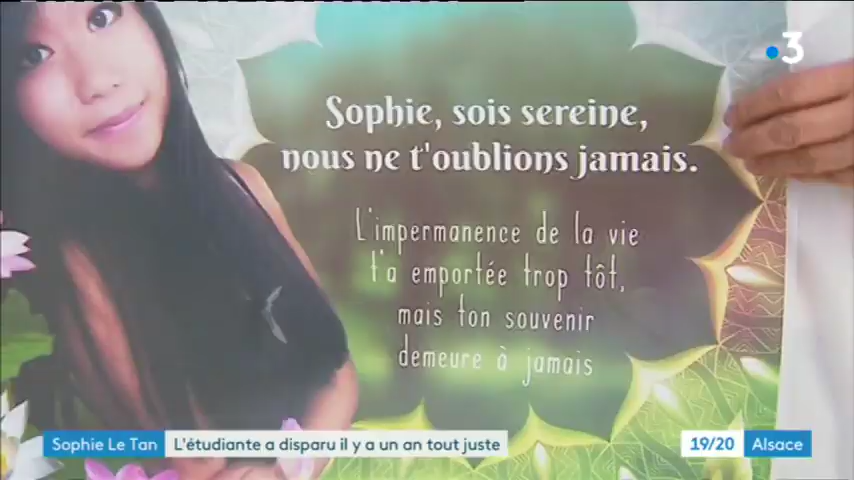 3
Sophie, sois sereine,
nous ne t'oublions jamais.
L'impermanence de la vie
t'a emportée trop tôt,
mais ton souvenir
demeure à jamais
Sophie Le Tan L'étudiante a disparu il y a un an tout juste
19/20 Alsace